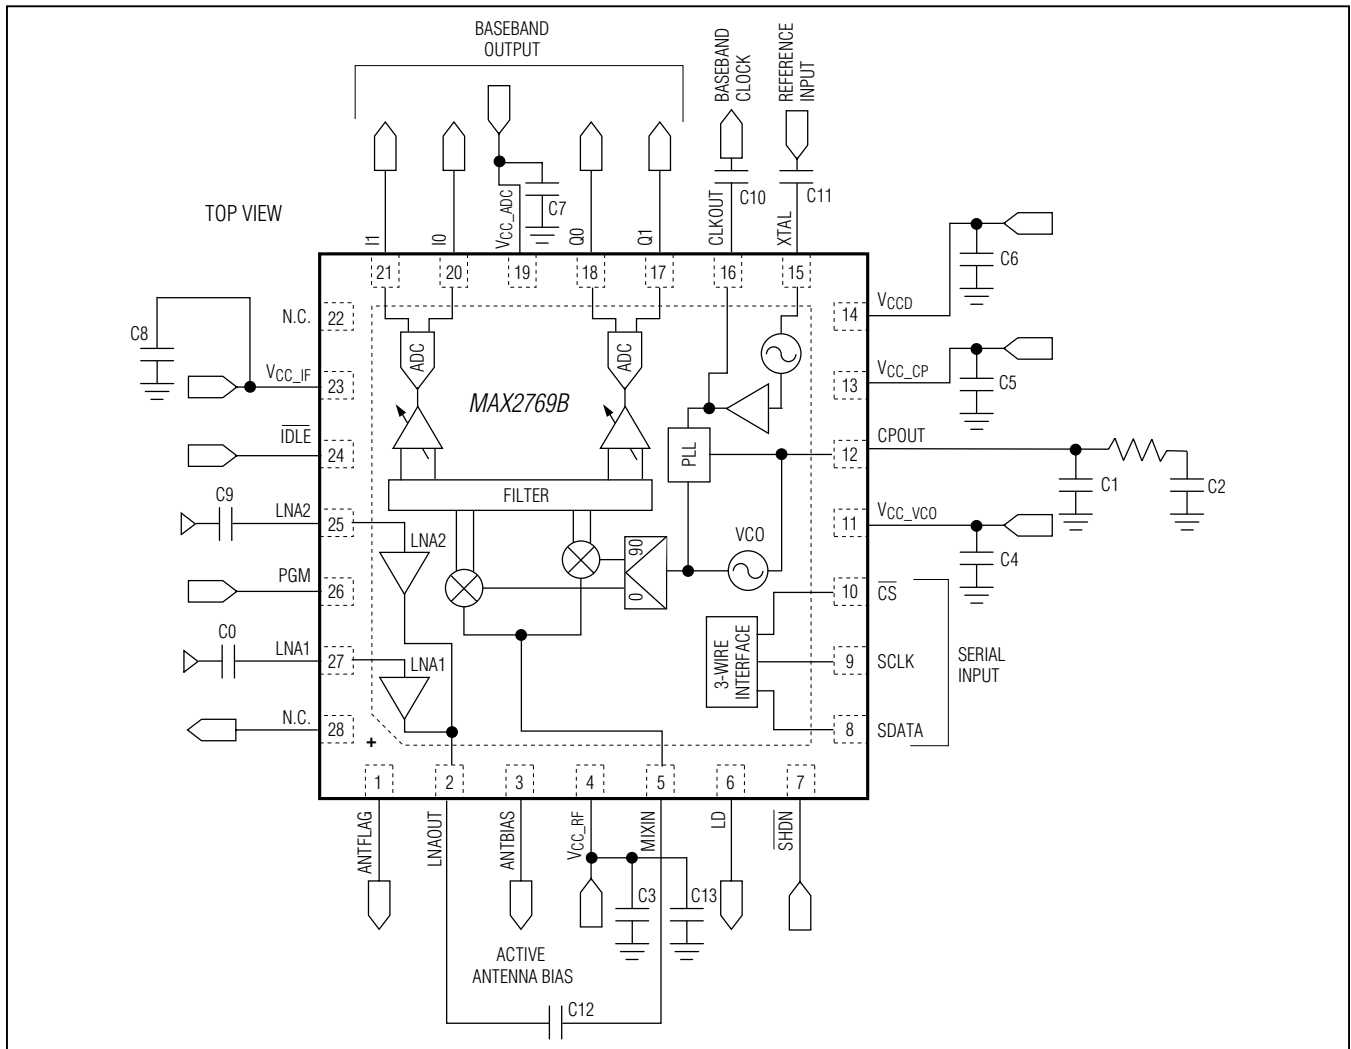 BASEBAND
OUTPUT
BASEBAND
CLOCK
REFERENCE
INPUT
TOP VIEW
C7
C10
C11
I1
I0
VCC_ADC
Q0
Q1
CLKOUT
XTAL
21
20
19
18
17
16
15
C8
N.C.
22
VCC_IF
23
IDLE
24
C9
LNA2
25
PGM
26
C0
LNA1
27
N.C.
28
ADC
ADC
MAX2769B
PLL
FILTER
LNA2
90
0
VCO
LNA1
3-WIRE
INTERFACE
+
14
VCCD
C6
13
VCC_CP
C5
12
CPOUT
C1
C2
11
VCC_VCO
C4
10
CS
9
SCLK
SERIAL
INPUT
8
SDATA
1
2
3
4
5
6
7
ANTFLAG
LNAOUT
ANTBIAS
VCC_RF
MIXIN
LD
SHDN
C3
C13
ACTIVE
ANTENNA BIAS
C12